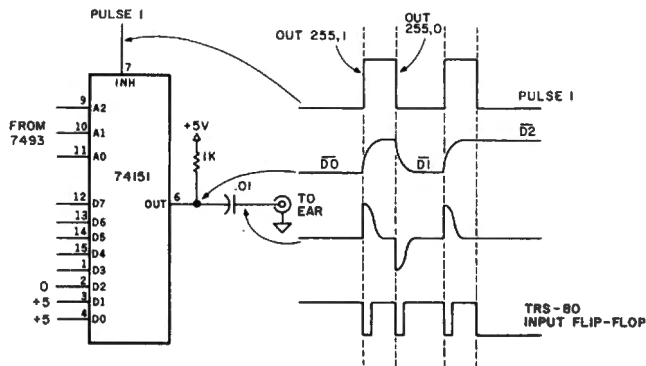 PULSE 1
OUT 255,1
OUT
255,0
7
INH
PULSE 1
9
A2
FROM
7493
10
A1
11
A0
+5V
1K
74151
D0
D1
D2
.01
OUT
6
TO
EAR
12
D7
13
D6
14
D5
15
D4
1
D3
0
2
D2
+5
3
D1
+5
4
D0
TRS-80
INPUT FLIP-FLOP